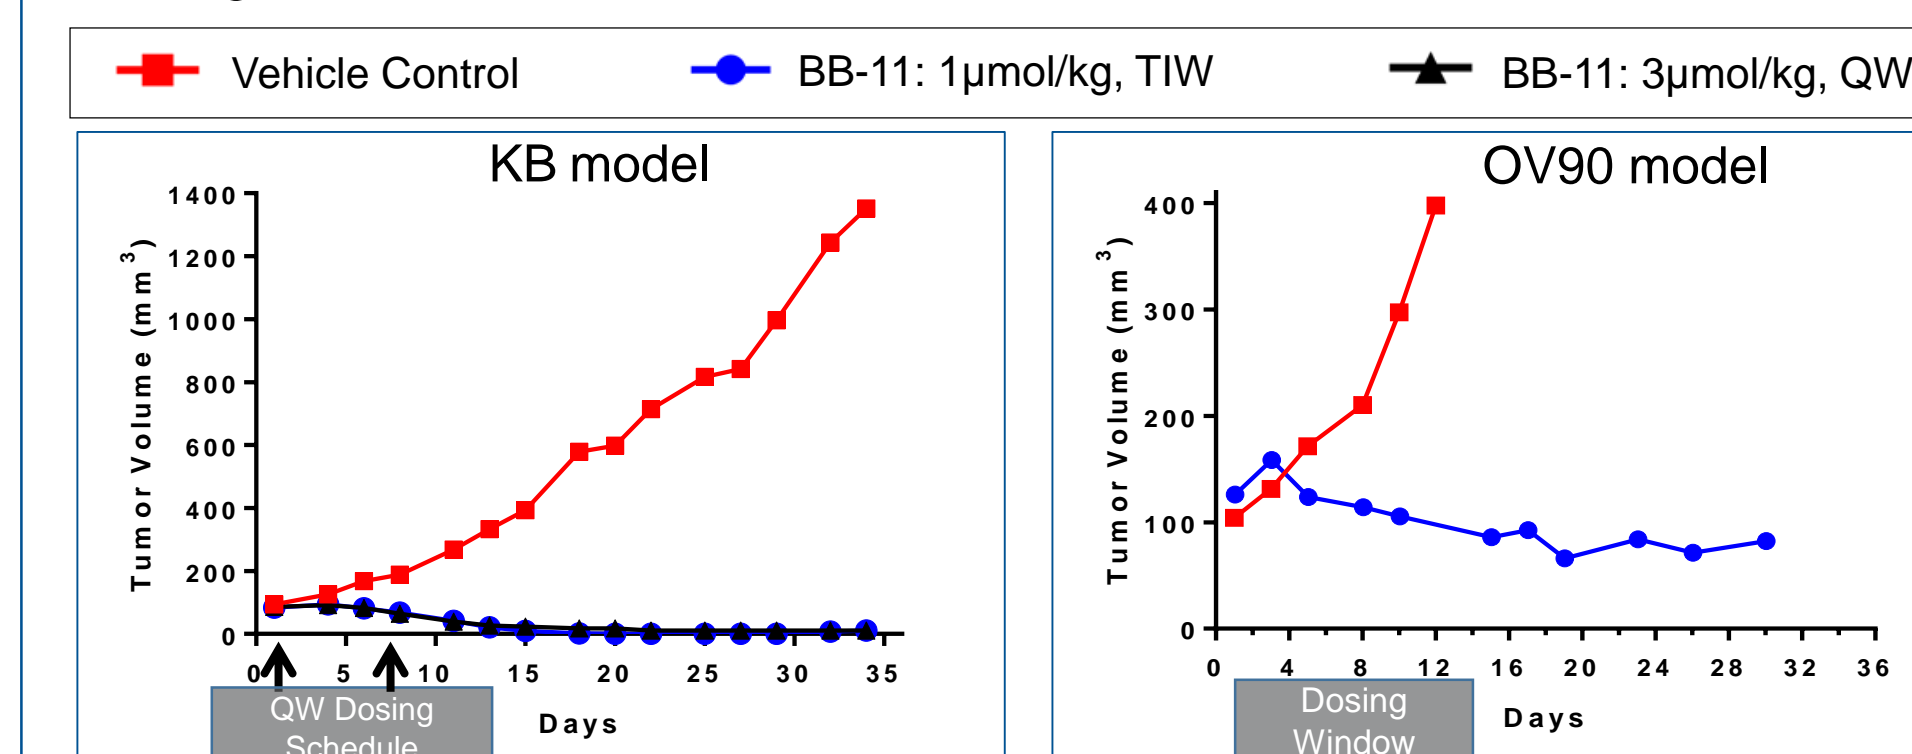 Vehicle Control
BB-11: 1µmol/kg, TIW
BB-11: 3µmol/kg, QW
KB model
Tumor Volume (mm³)
1400
1200
1000
800
600
400
200
0
0 5 10 15 20 25 30 35
Days
QW Dosing
Schedule
OV90 model
Tumor Volume (mm³)
400
300
200
100
0
0 4 8 12 16 20 24 28 32 36
Days
Dosing
Window